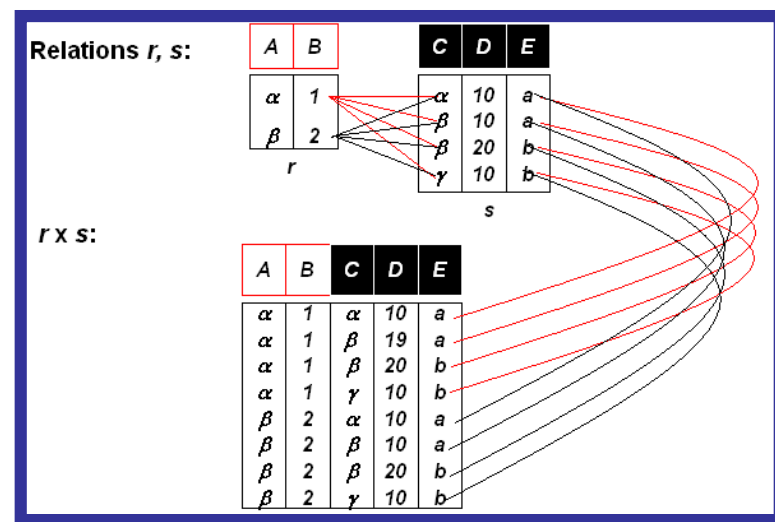 Relations r, s:
A B
C D E
α 1
β 2
r
α 10 a
β 10 a
β 20 b
γ 10 b
s
r x s:
A B C D E
α 1 α 10 a
α 1 β 19 a
α 1 β 20 b
α 1 γ 10 b
β 2 α 10 a
β 2 β 10 a
β 2 β 20 b
β 2 γ 10 b